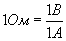 1Ом = 1В / 1А